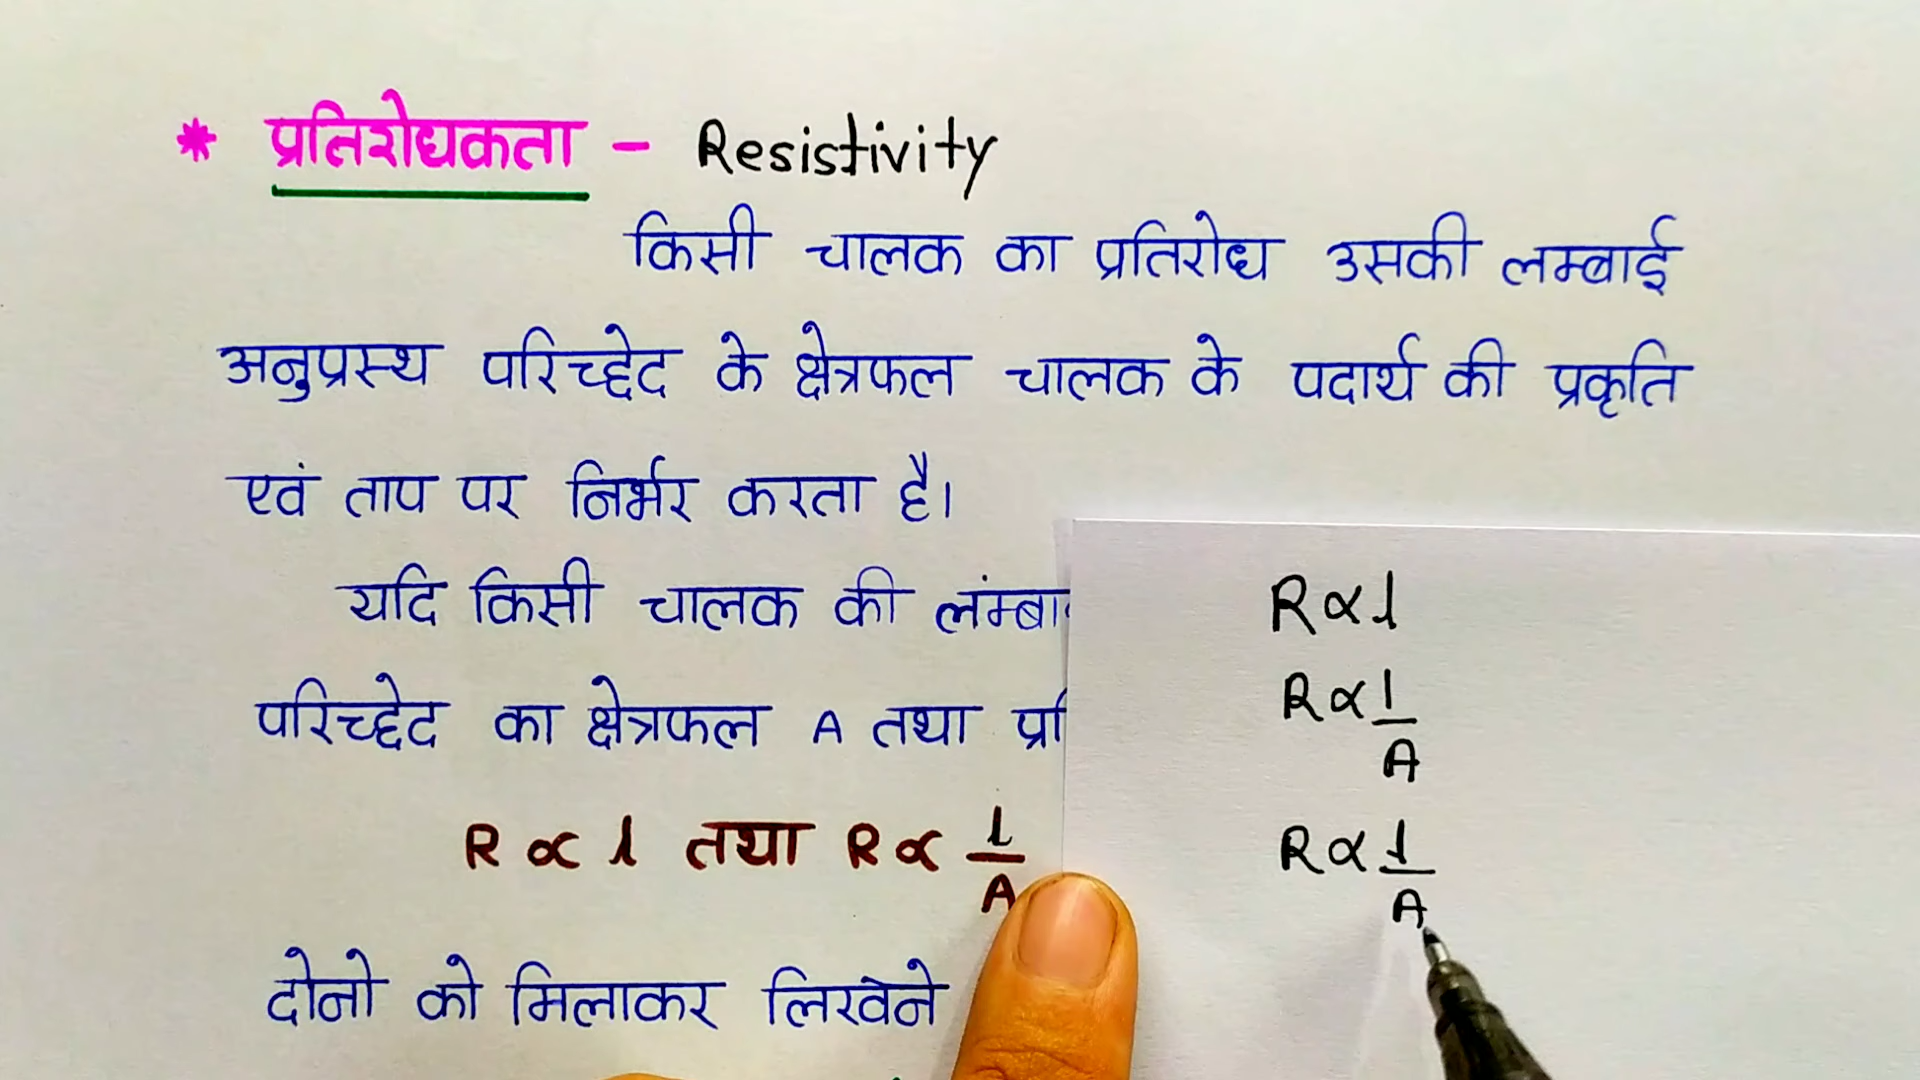 * प्रतिरोधकता - Resistivity
किसी चालक का प्रतिरोध उसकी लम्बाई
अनुप्रस्थ परिच्छेद के क्षेत्रफल चालक के पदार्थ की प्रकृति
एवं ताप पर निर्भर करता है।
यदि किसी चालक की
परिच्छेद का क्षेत्रफल A तथा
R ∝ l तथा R ∝ 1/A
दोनो को मिलाकर लिखने
R ∝ l
R ∝ 1/A
R ∝ l/A